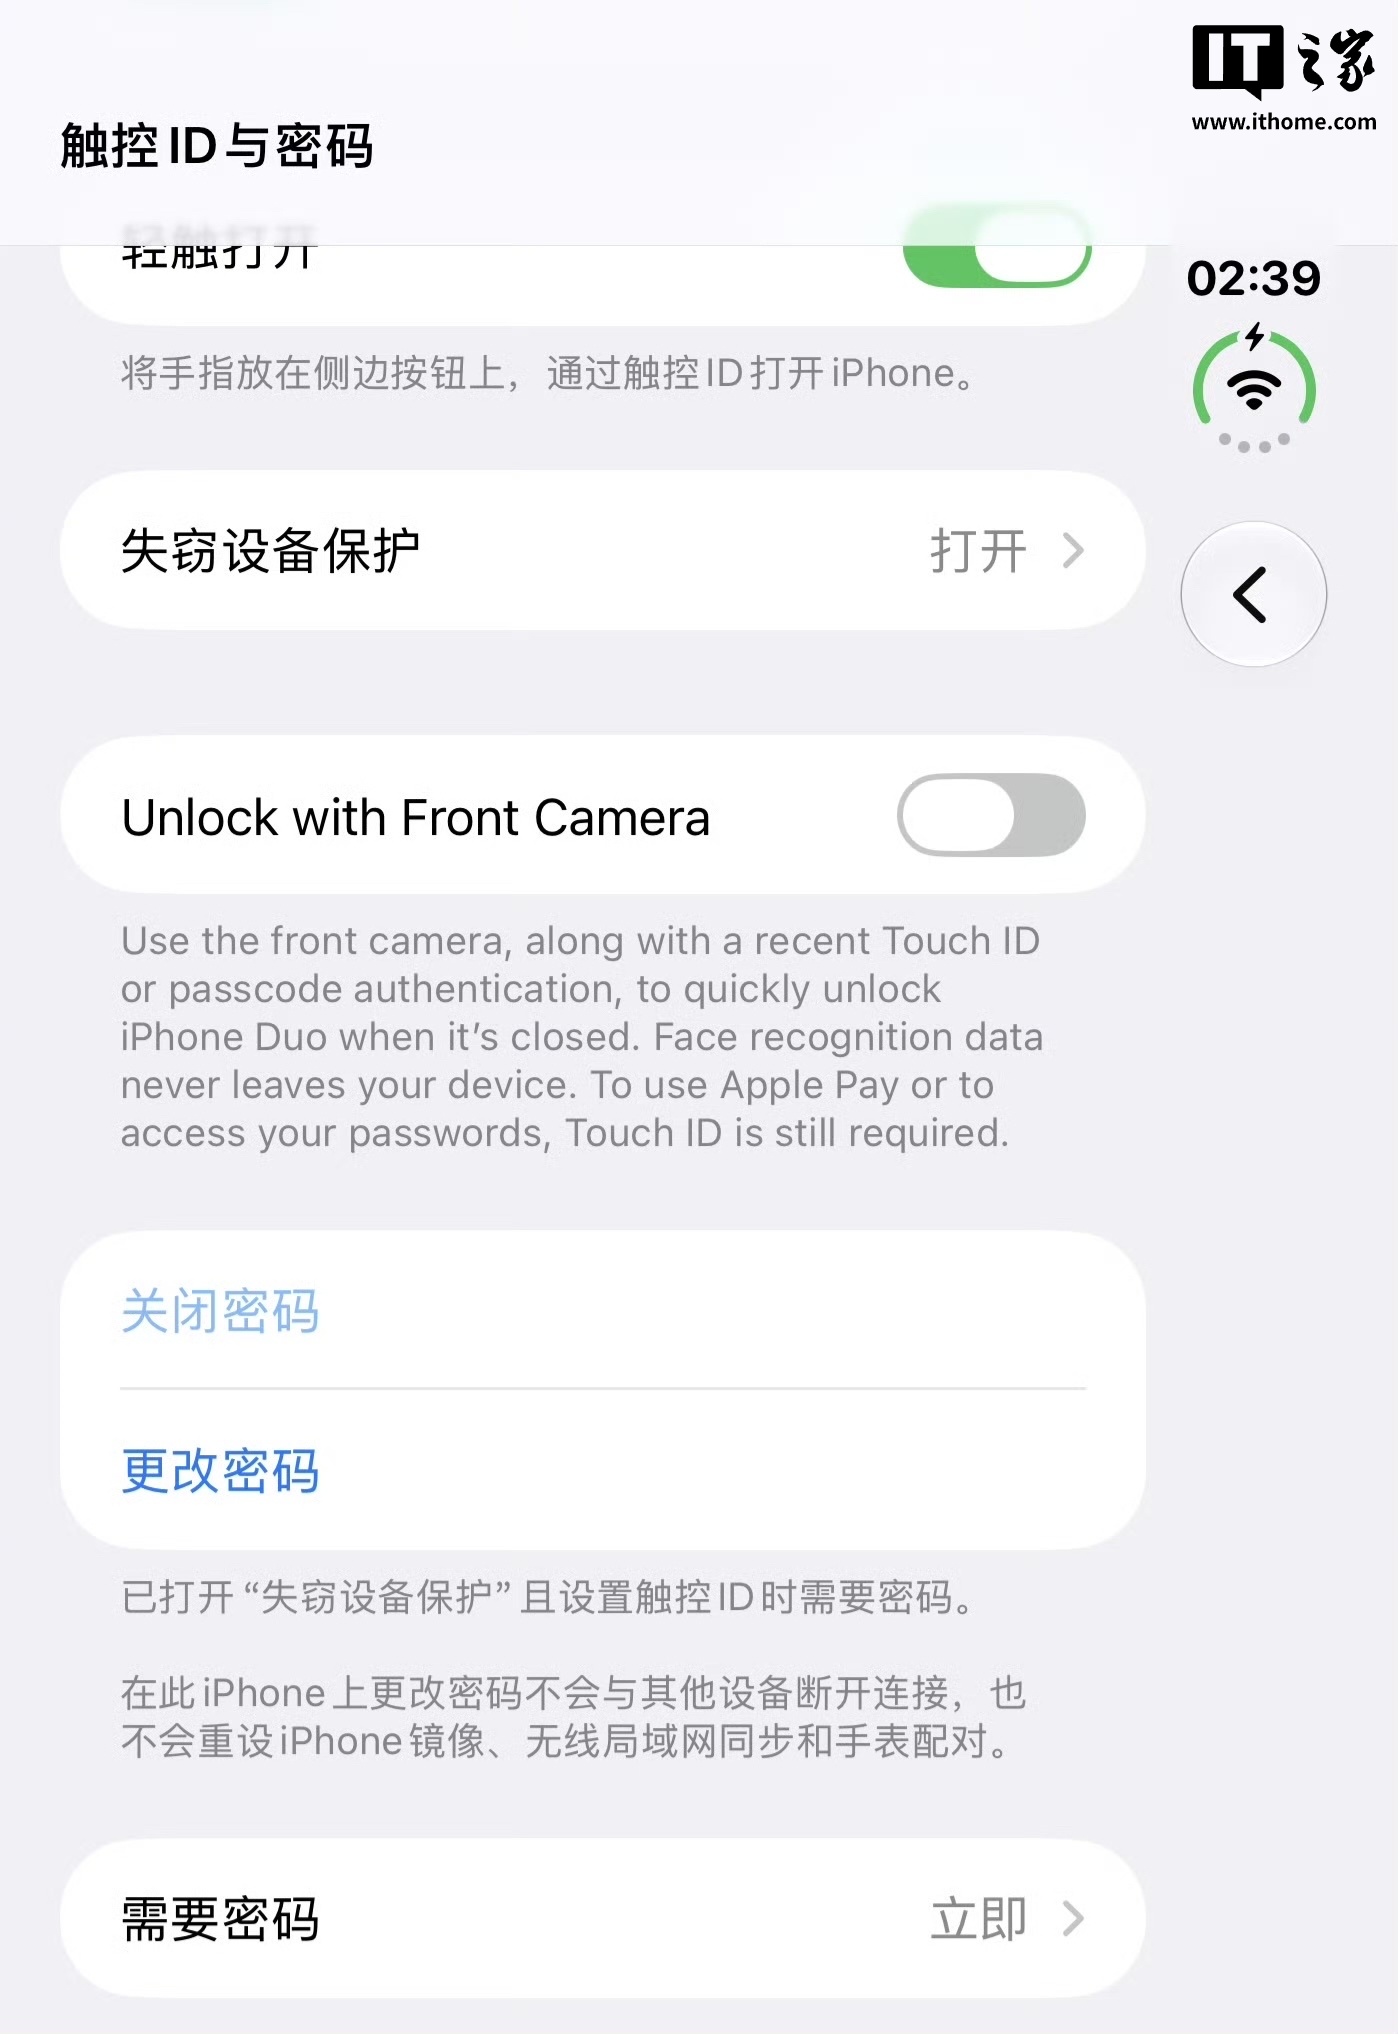 IT之家
www.ithome.com
触控ID与密码
轻触打开
02:39
将手指放在侧边按钮上，通过触控ID打开iPhone。
失窃设备保护 打开
Unlock with Front Camera
Use the front camera, along with a recent Touch ID
or passcode authentication, to quickly unlock
iPhone Duo when it’s closed. Face recognition data
never leaves your device. To use Apple Pay or to
access your passwords, Touch ID is still required.
关闭密码
更改密码
已打开“失窃设备保护”且设置触控ID时需要密码。
在此iPhone上更改密码不会与其他设备断开连接，也
不会重设iPhone镜像、无线局域网同步和手表配对。
需要密码 立即